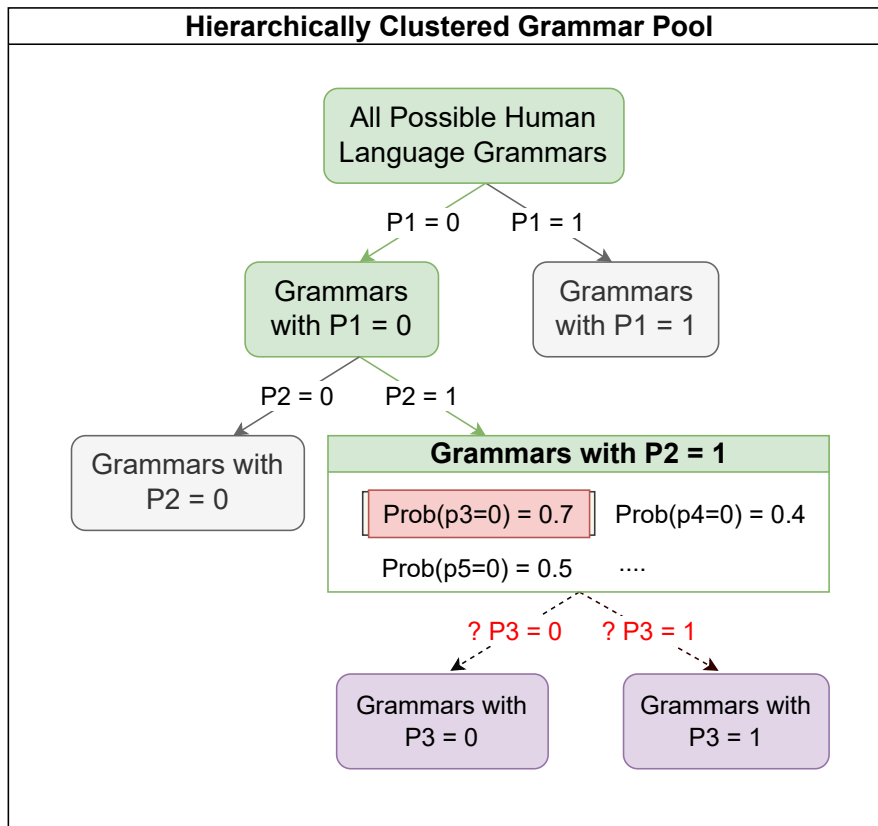 Hierarchically Clustered Grammar Pool
All Possible Human
Language Grammars
P1 = 0
P1 = 1
Grammars
with P1 = 0
Grammars
with P1 = 1
P2 = 0
P2 = 1
Grammars with
P2 = 0
Grammars with P2 = 1
Prob(p3=0) = 0.7
Prob(p4=0) = 0.4
Prob(p5=0) = 0.5
....
? P3 = 0
? P3 = 1
Grammars with
P3 = 0
Grammars with
P3 = 1